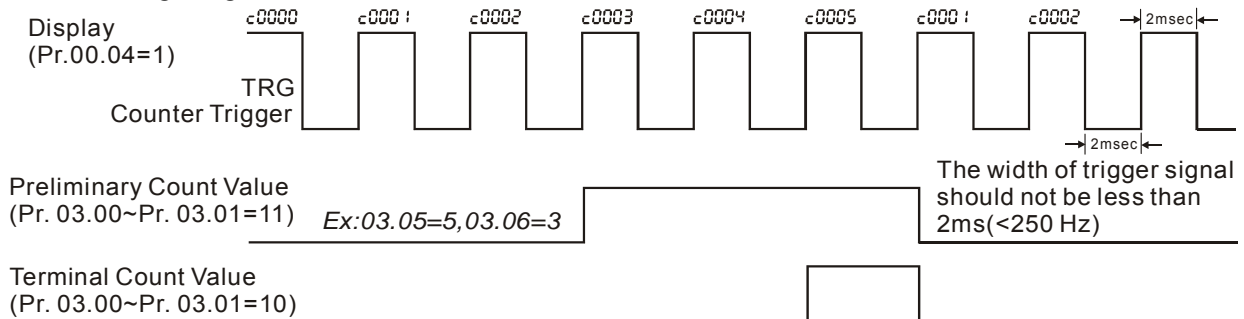 Display
(Pr.00.04=1)
c0000 c0001 c0002 c0003 c0004 c0005 c0001 c0002
2msec
TRG
Counter Trigger
2msec
The width of trigger signal
should not be less than
2ms(<250 Hz)
Preliminary Count Value
(Pr. 03.00~Pr. 03.01=11)
Ex:03.05=5,03.06=3
Terminal Count Value
(Pr. 03.00~Pr. 03.01=10)